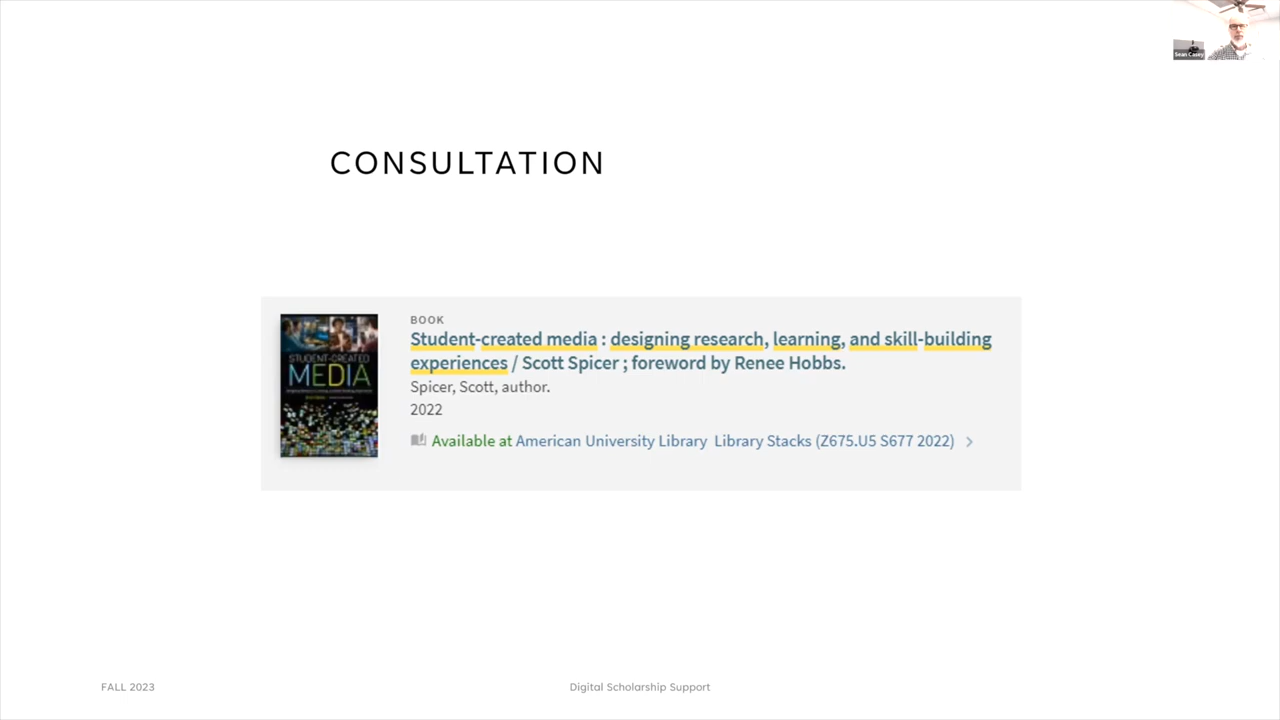 Sean Casey
CONSULTATION
STUDENT-CREATED
MEDIA
BOOK
Student-created media : designing research, learning, and skill-building
experiences / Scott Spicer ; foreword by Renee Hobbs.
Spicer, Scott, author.
2022
Available at American University Library Library Stacks (Z675.U5 S677 2022)
FALL 2023
Digital Scholarship Support